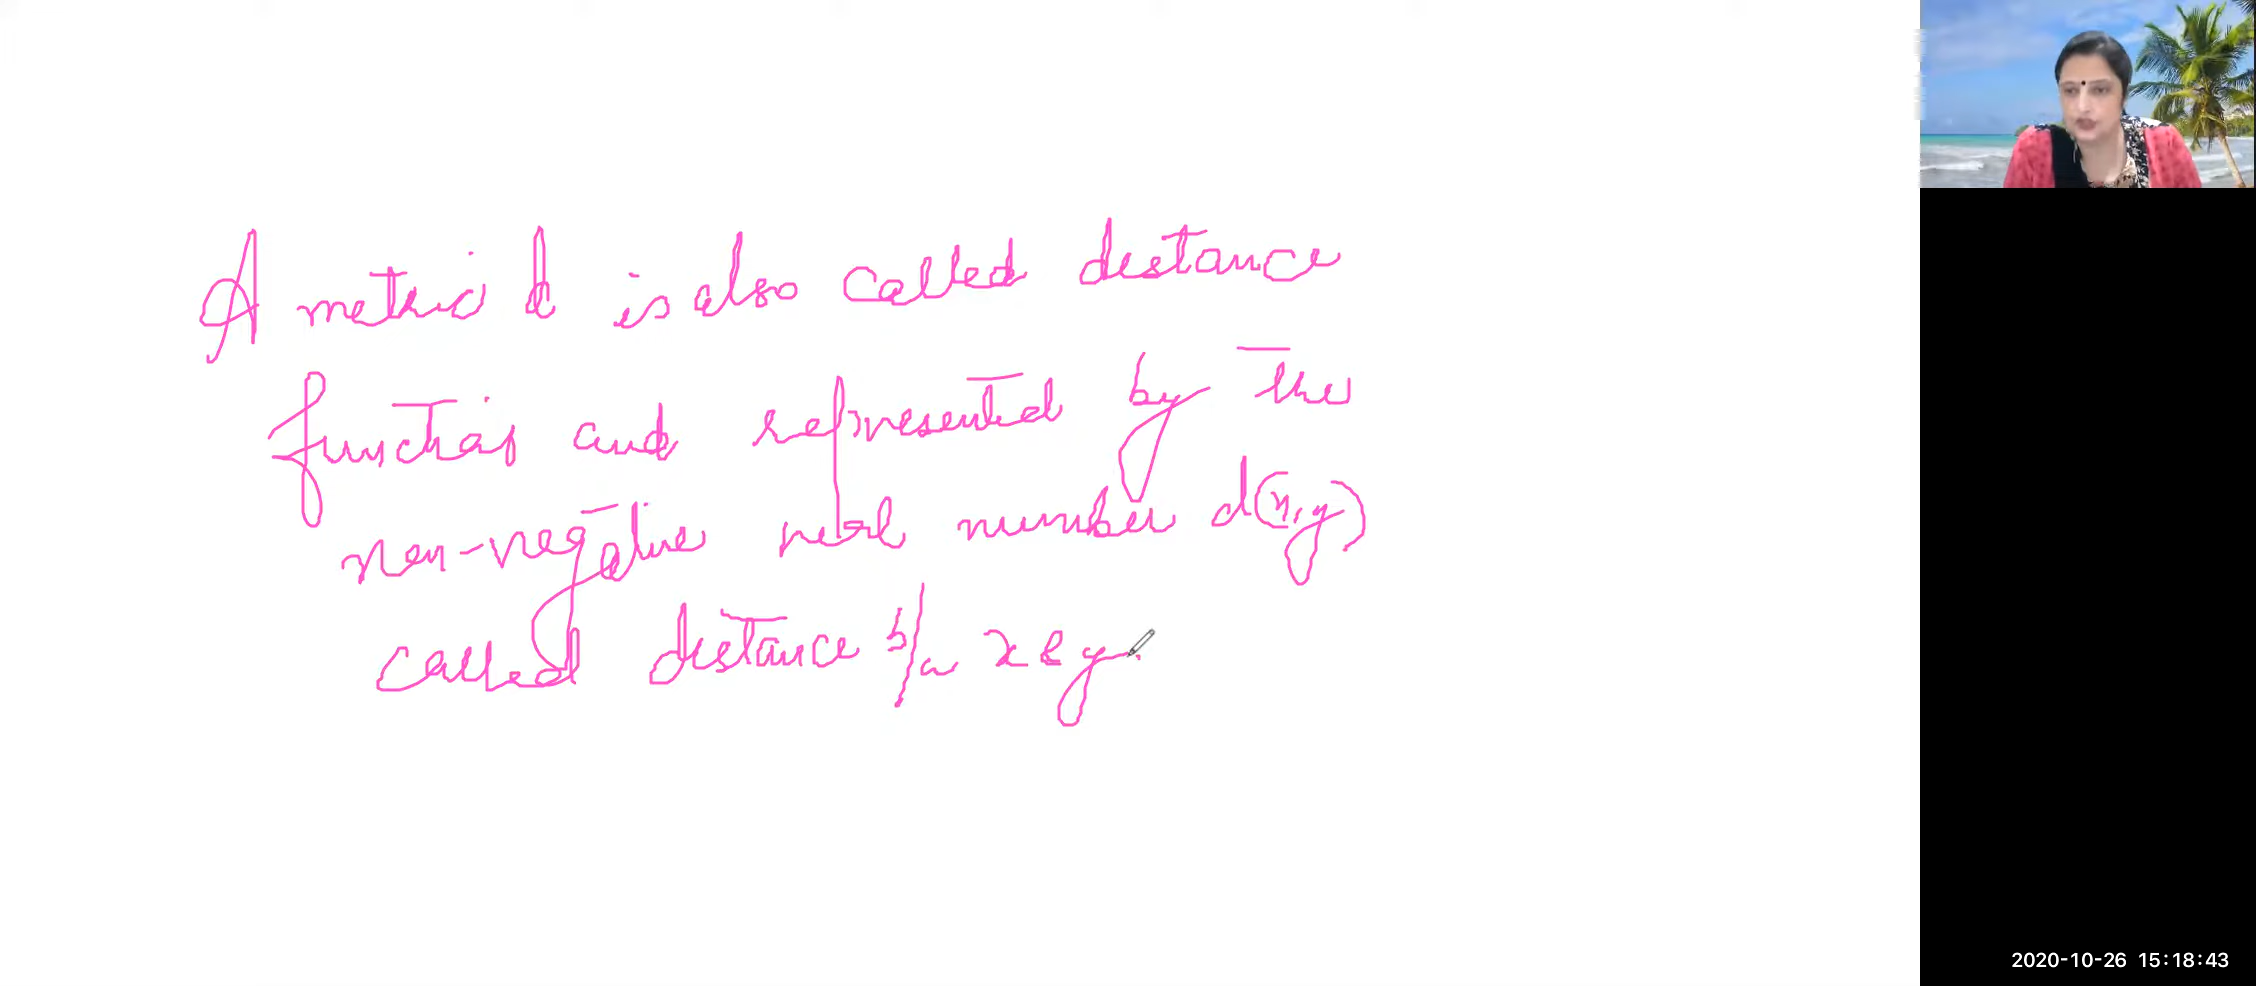 A metric d is also called distance
function and represented by the
non-negative real number d(x,y)
called distance b/w x & y.
2020-10-26 15:18:43